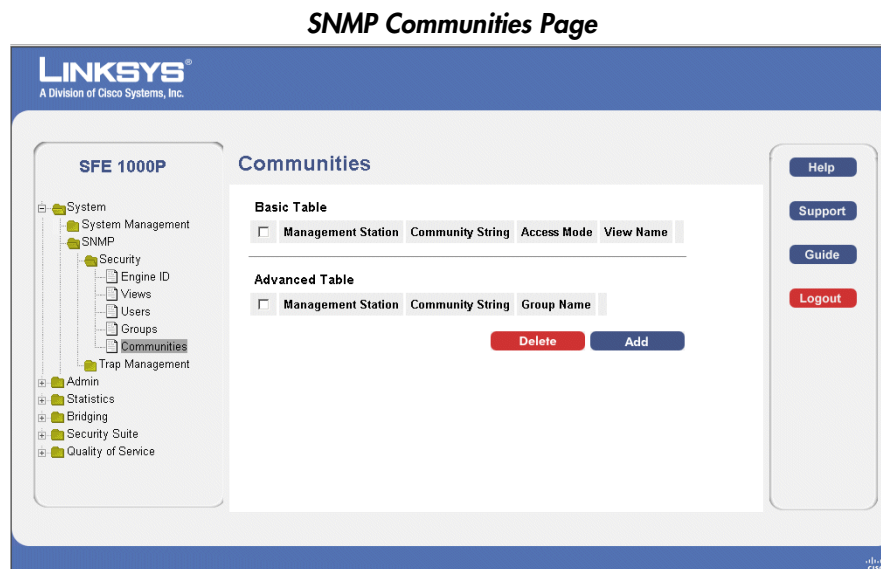 SNMP Communities Page
LINKSYS®
A Division of Cisco Systems, Inc.
SFE 1000P
System
System Management
SNMP
Security
Engine ID
Views
Users
Groups
Communities
Trap Management
Admin
Statistics
Bridging
Security Suite
Quality of Service
Communities
Basic Table
Management Station Community String Access Mode View Name
Advanced Table
Management Station Community String Group Name
Delete Add
Help
Support
Guide
Logout